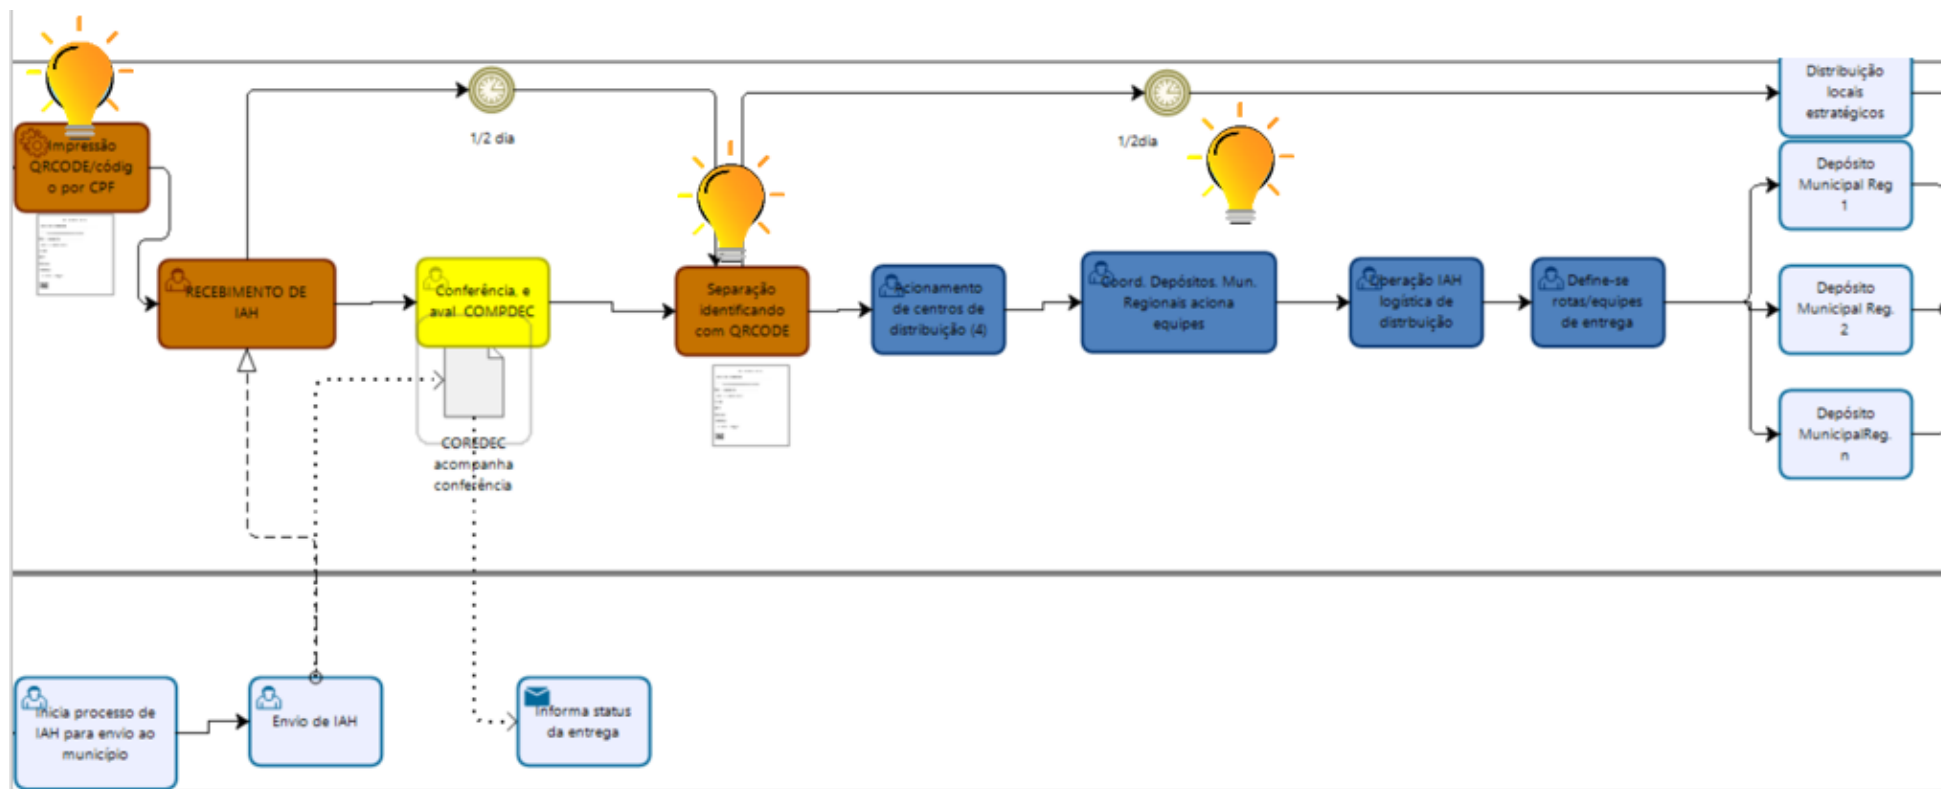 Impressão
QRCODE/códig
o por CPF
1/2 dia
1/2dia
Distribuição
locais
estratégicos
Depósito
Municipal Reg
1
RECEBIMENTO DE
IAH
Conferência. e
aval. COMPDEC
Separação
identificando
com QRCODE
Acionamento
de centros de
distribuição (4)
Coord. Depósitos. Mun.
Regionais aciona
equipes
Operação IAH
logística de
distrbuição
Define-se
rotas/equipes
de entrega
Depósito
Municipal Reg.
2
Depósito
MunicipalReg.
n
COREDEC
acompanha
conferência
Inicia processo de
IAH para envio ao
município
Envio de IAH
Informa status
da entrega